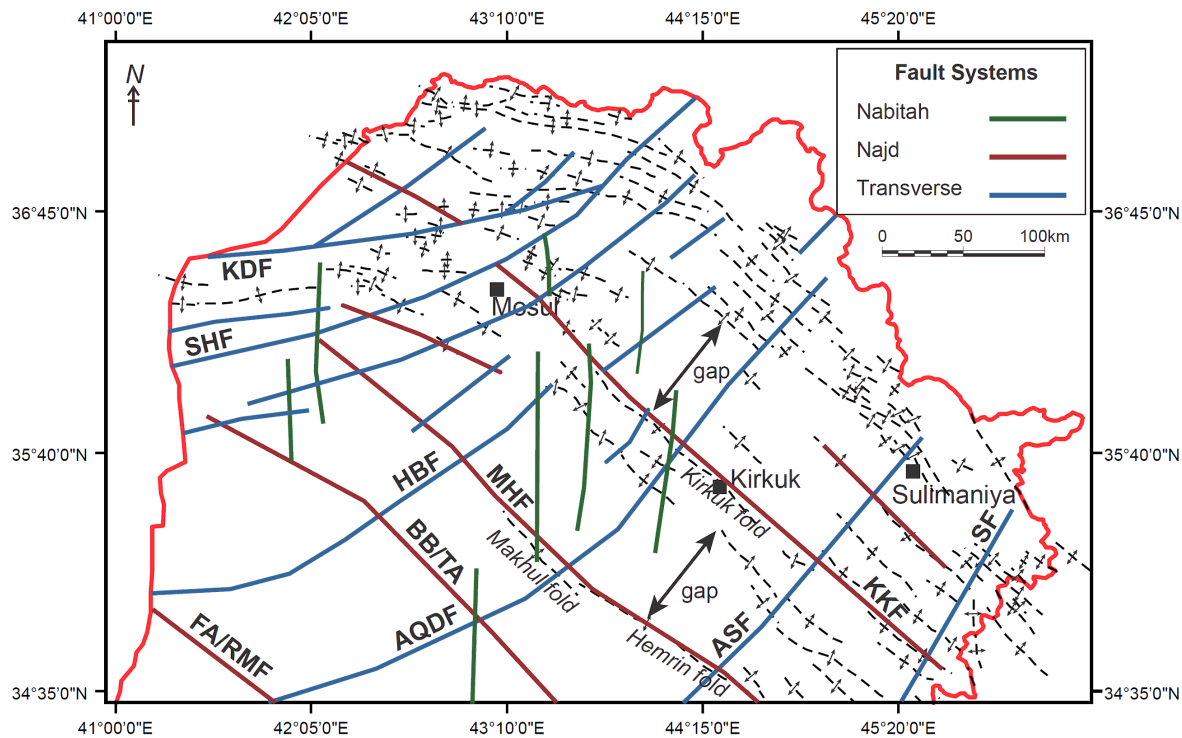 41°00'0"E 42°05'0"E 43°10'0"E 44°15'0"E 45°20'0"E
N
Fault Systems
Nabitah
Najd
Transverse
36°45'0"N
36°45'0"N
0 50 100km
KDF
Mosul
SHF
gap
35°40'0"N
35°40'0"N
HBF
MHF
Kirkuk
Kirkuk fold
Sulimaniya
SF
BB/TA
Makhul fold
gap
KKF
FA/RMF
AQDF
ASF
Hemrin fold
34°35'0"N
34°35'0"N
41°00'0"E 42°05'0"E 43°10'0"E 44°15'0"E 45°20'0"E